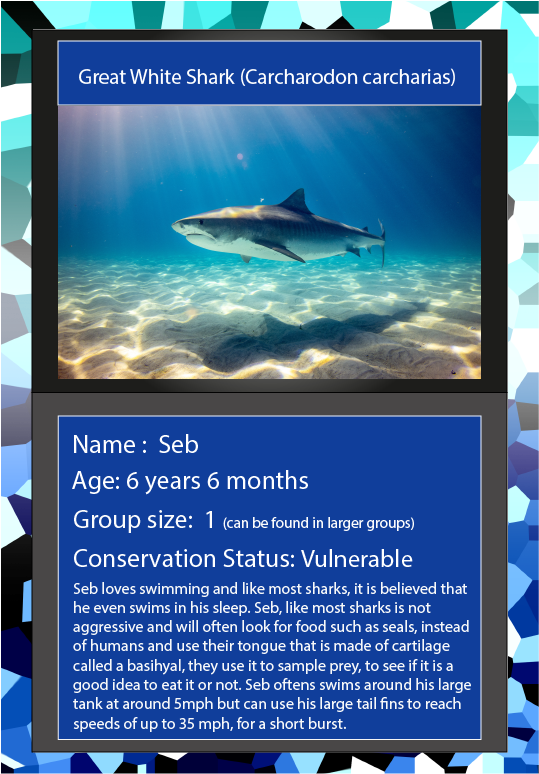 Great White Shark (Carcharodon carcharias)
Name : Seb
Age: 6 years 6 months
Group size: 1 (can be found in larger groups)
Conservation Status: Vulnerable
Seb loves swimming and like most sharks, it is believed that
he even swims in his sleep. Seb, like most sharks is not
aggressive and will often look for food such as seals, instead
of humans and use their tongue that is made of cartilage
called a basihyal, they use it to sample prey, to see if it is a
good idea to eat it or not. Seb oftens swims around his large
tank at around 5mph but can use his large tail fins to reach
speeds of up to 35 mph, for a short burst.